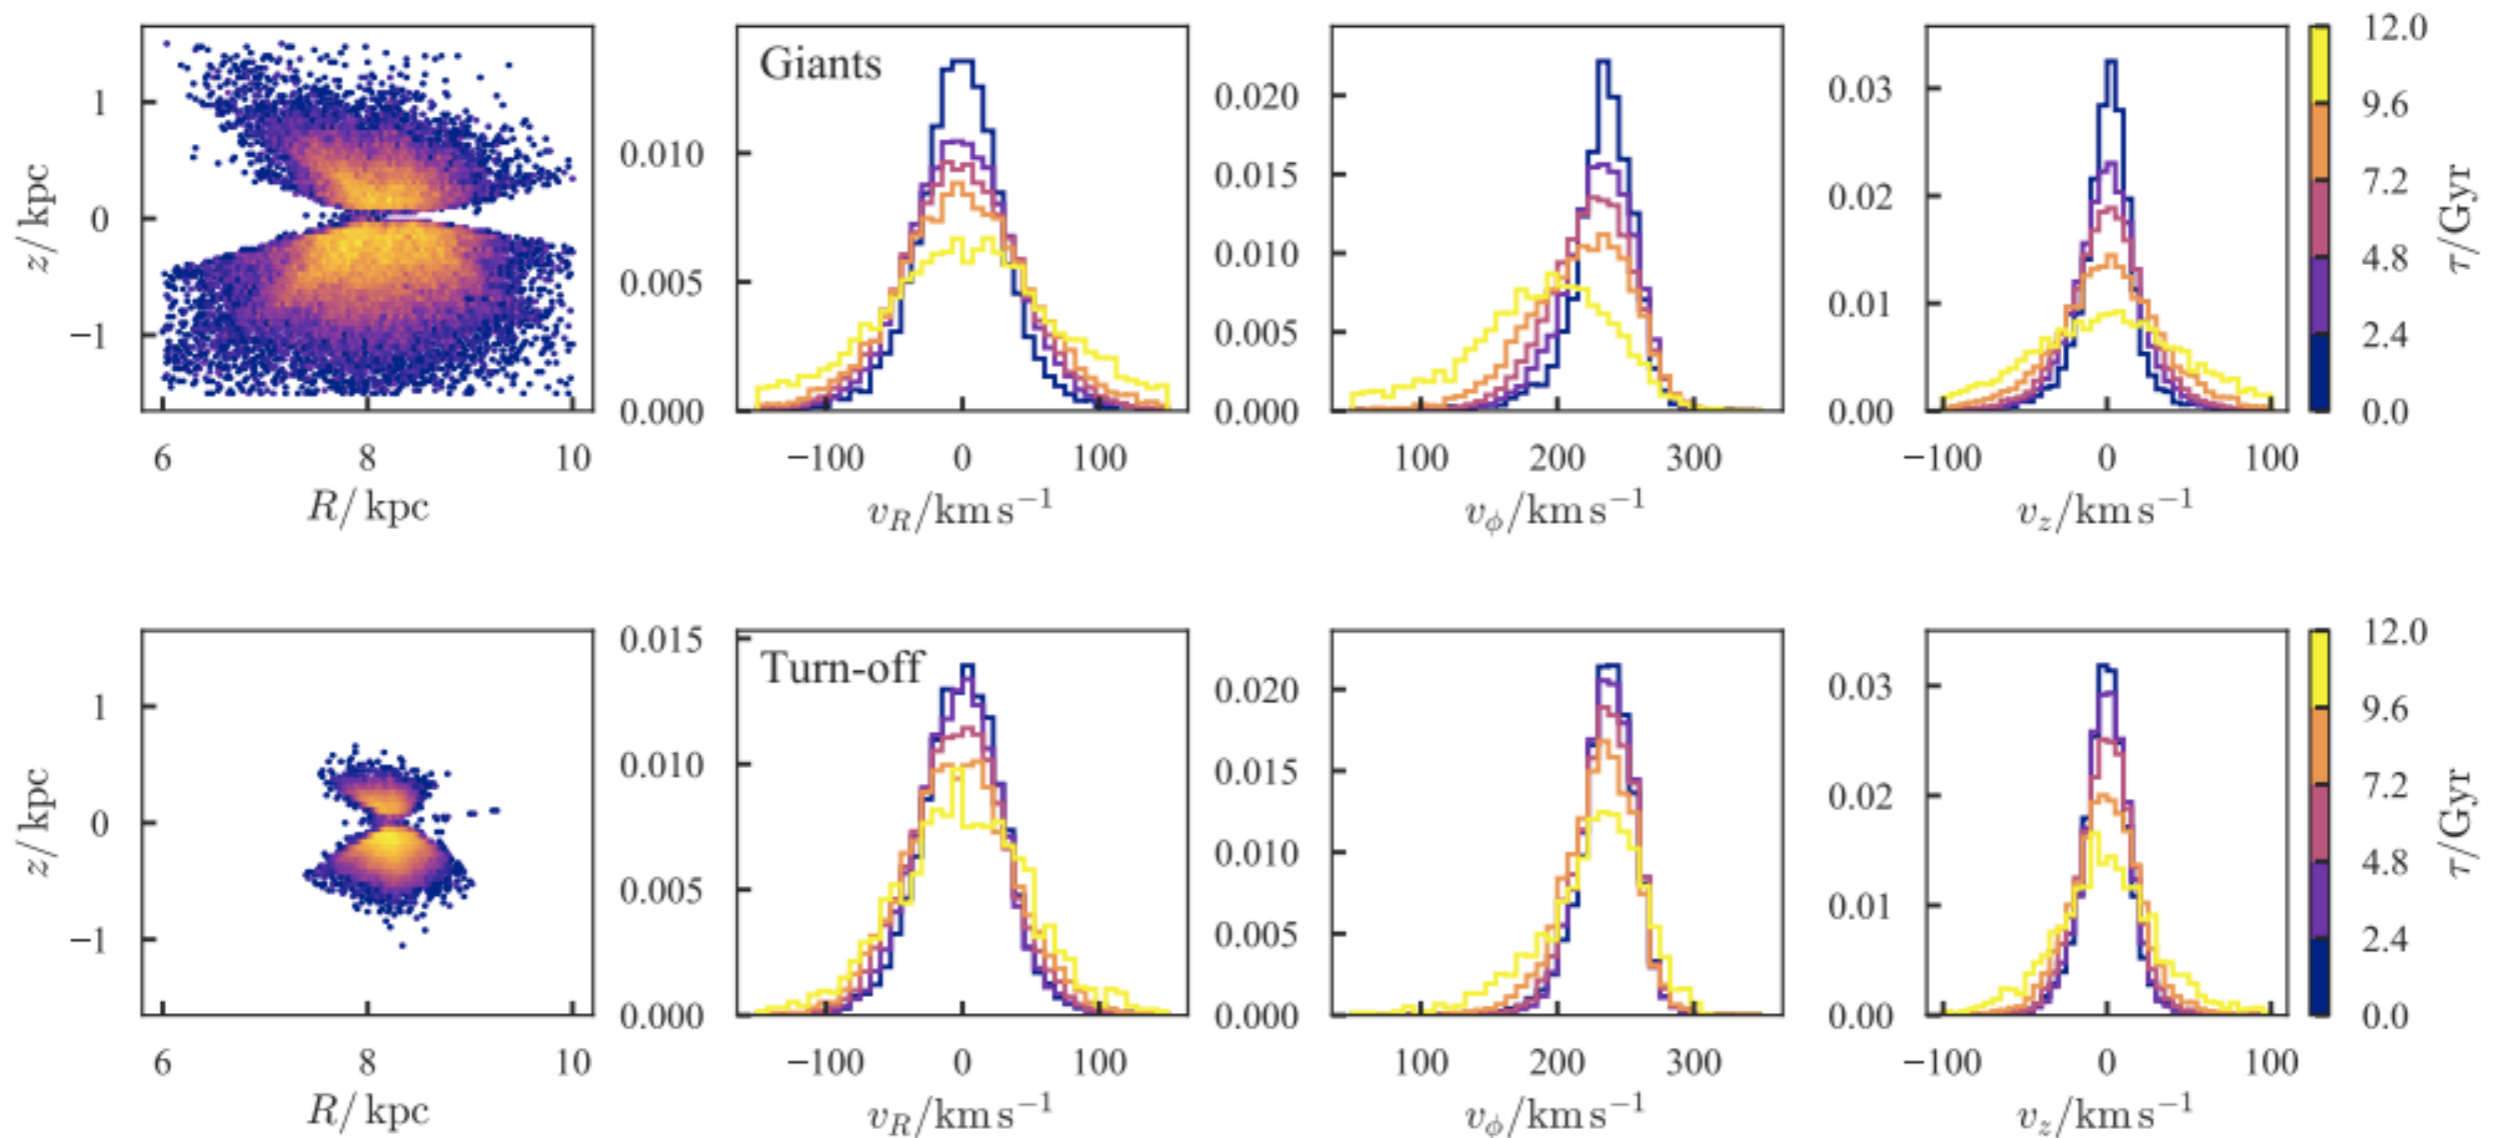 Giants
1
0
−1
z/kpc
6 8 10
R/kpc
0.010
0.005
0.000
−100 0 100
v_R/km s^−1
0.020
0.015
0.010
0.005
0.000
100 200 300
v_ϕ/km s^−1
0.03
0.02
0.01
0.00
−100 0 100
v_z/km s^−1
12.0
9.6
7.2
4.8
2.4
0.0
τ/Gyr
Turn-off
1
0
−1
z/kpc
6 8 10
R/kpc
0.015
0.010
0.005
0.000
−100 0 100
v_R/km s^−1
0.020
0.015
0.010
0.005
0.000
100 200 300
v_ϕ/km s^−1
0.03
0.02
0.01
0.00
−100 0 100
v_z/km s^−1
12.0
9.6
7.2
4.8
2.4
0.0
τ/Gyr